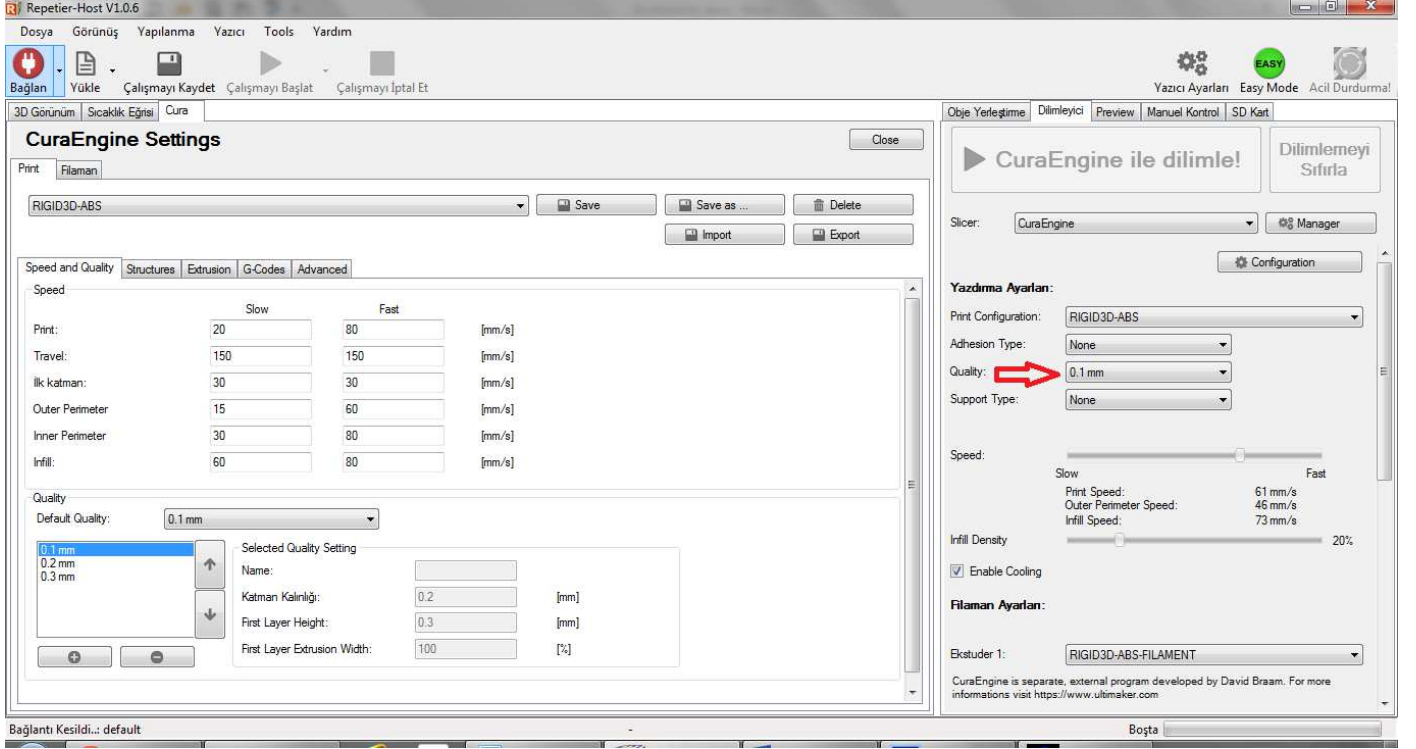 Repetier-Host V1.0.6
Dosya Görünüş Yapılanma Yazıcı Tools Yardım
Bağlan Yükle Çalışmayı Kaydet Çalışmayı Başlat Çalışmayı İptal Et Yazıcı Ayarları EASY Easy Mode Acil Durdurma!
3D Görünüm Sıcaklık Eğrisi Cura
CuraEngine Settings
Close
Print Filaman
RIGID3D-ABS
Save Save as ... Delete
Import Export
Speed and Quality Structures Extrusion G-Codes Advanced
Speed
Slow Fast
Print: 20 80 [mm/s]
Travel: 150 150 [mm/s]
İlk katman: 30 30 [mm/s]
Outer Perimeter 15 60 [mm/s]
Inner Perimeter 30 80 [mm/s]
Infill: 60 80 [mm/s]
Quality
Default Quality: 0.1 mm
0.1 mm
0.2 mm
0.3 mm
Selected Quality Setting
Name:
Katman Kalınlığı: 0.2 [mm]
First Layer Height: 0.3 [mm]
First Layer Extrusion Width: 100 [%]
Obje Yerleştirme Dilimleyici Preview Manuel Kontrol SD Kart
CuraEngine ile dilimle!
Dilimlemeyi
Sıfırla
Slicer: CuraEngine Manager
Configuration
Yazdırma Ayarları:
Print Configuration: RIGID3D-ABS
Adhesion Type: None
Quality: 0.1 mm
Support Type: None
Speed:
Slow Fast
Print Speed: 61 mm/s
Outer Perimeter Speed: 46 mm/s
Infill Speed: 73 mm/s
Infill Density 20%
Enable Cooling
Filaman Ayarları:
Ekstuder 1: RIGID3D-ABS-FILAMENT
CuraEngine is separate, external program developed by David Braam. For more
informations visit https://www.ultimaker.com
Bağlantı Kesildi..: default - Boşta